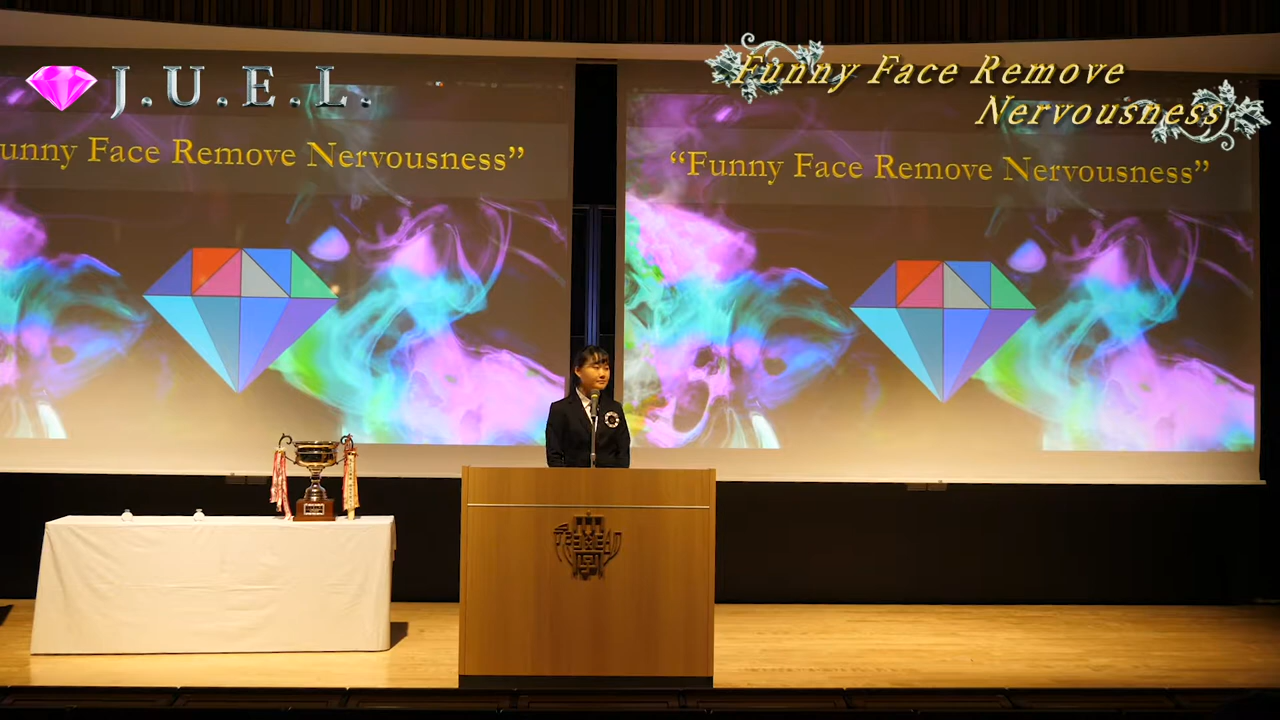 J.U.E.L.
Funny Face Remove
Nervousness
unny Face Remove Nervousness”
“Funny Face Remove Nervousness”